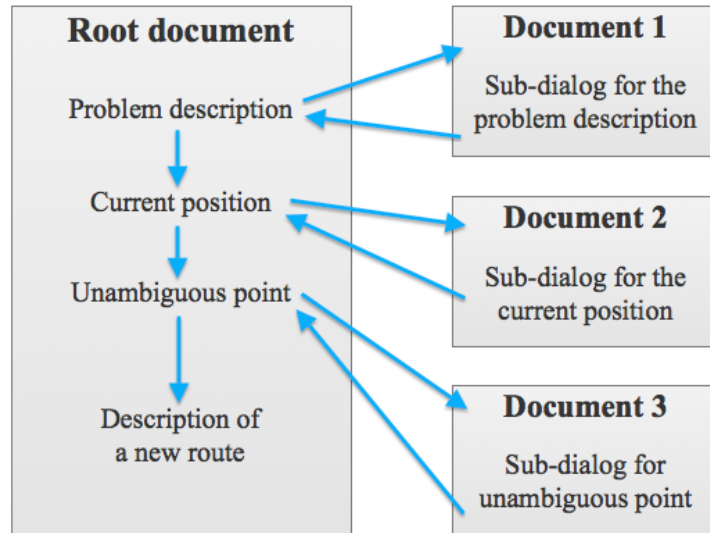 Root document
Problem description
Current position
Unambiguous point
Description of
a new route
Document 1
Sub-dialog for the
problem description
Document 2
Sub-dialog for the
current position
Document 3
Sub-dialog for
unambiguous point